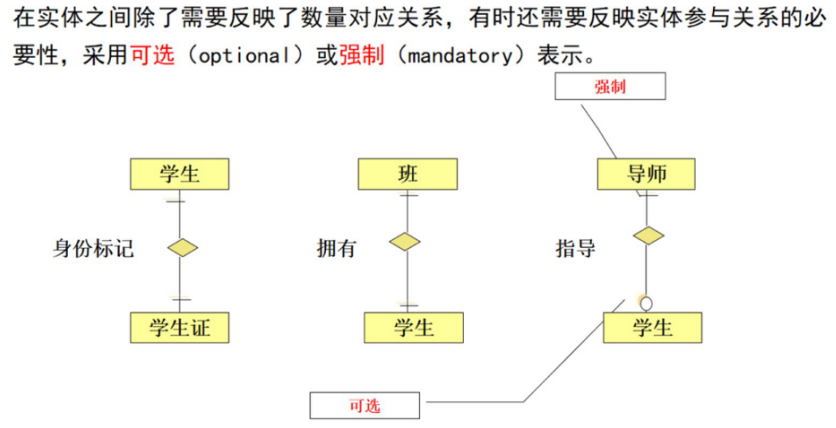 在实体之间除了需要反映了数量对应关系，有时还需要反映实体参与关系的必
要性，采用可选（optional）或强制（mandatory）表示。
强制
学生
班
导师
身份标记
拥有
指导
学生证
学生
学生
可选